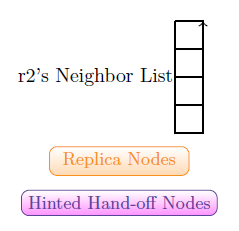 r2's Neighbor List
Replica Nodes
Hinted Hand-off Nodes